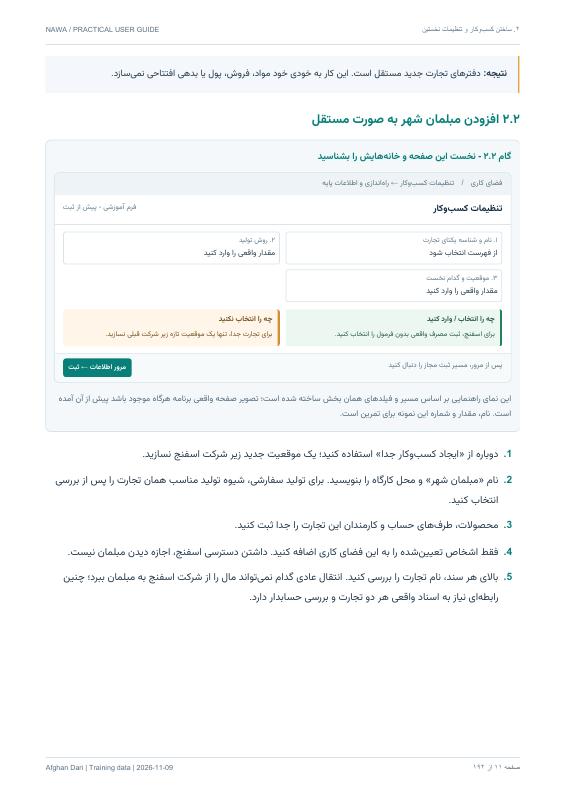 ۲. ساختن کسب‌وکار و تنظیمات نخستین
NAWA / PRACTICAL USER GUIDE
نتیجه: دفترهای تجارت جدید مستقل است. این کار به خودی خود مواد، فروش، پول یا بدهی افتتاحی نمی‌سازد.
۲.۲ افزودن مبلمان شهر به صورت مستقل
گام ۲.۲ - نخست این صفحه و خانه‌هایش را بشناسید
فضای کاری / تنظیمات کسب‌وکار ← راه‌اندازی و اطلاعات پایه
تنظیمات کسب‌وکار
فرم آموزشی - پیش از ثبت
۱. نام و شناسه یکتای تجارت
از فهرست انتخاب شود
۲. روش تولید
مقدار واقعی را وارد کنید
۳. موقعیت و گدام نخست
مقدار واقعی را وارد کنید
چه را انتخاب / وارد کنید
برای اسفنج، ثبت مصرف واقعی بدون فرمول را انتخاب کنید.
چه را انتخاب نکنید
برای تجارت جدا، تنها یک موقعیت تازه زیر شرکت قبلی نسازید.
پس از مرور، مسیر ثبت مجاز را دنبال کنید
مرور اطلاعات ← ثبت
این نمای راهنمایی بر اساس مسیر و فیلدهای همان بخش ساخته شده است؛ تصویر صفحه واقعی برنامه هرگاه موجود باشد پیش از آن آمده
است. نام، مقدار و شماره این نمونه برای تمرین است.
1. دوباره از «ایجاد کسب‌وکار جدا» استفاده کنید؛ یک موقعیت جدید زیر شرکت اسفنج نسازید.
2. نام «مبلمان شهر» و محل کارگاه را بنویسید. برای تولید سفارشی، شیوه تولید مناسب همان تجارت را پس از بررسی
انتخاب کنید.
3. محصولات، طرف‌های حساب و کارمندان این تجارت را جدا ثبت کنید.
4. فقط اشخاص تعیین‌شده را به این فضای کاری اضافه کنید. داشتن دسترسی اسفنج، اجازه دیدن مبلمان نیست.
5. بالای هر سند، نام تجارت را بررسی کنید. انتقال عادی گدام نمی‌تواند مال را از شرکت اسفنج به مبلمان ببرد؛ چنین
رابطه‌ای نیاز به اسناد واقعی هر دو تجارت و بررسی حسابدار دارد.
صفحه ۱۱ از ۱۹۴
Afghan Dari | Training data | 2026-11-09